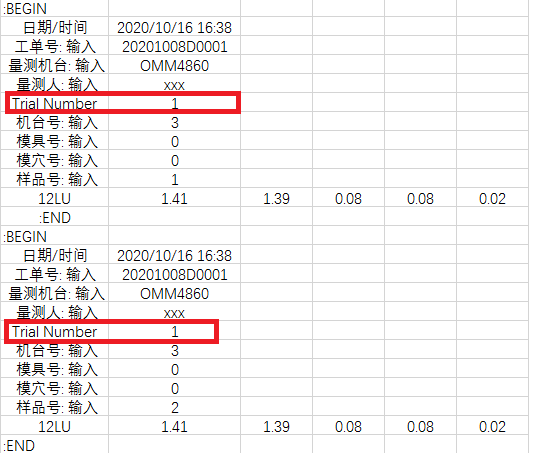 :BEGIN
日期/时间 2020/10/16 16:38
工单号: 输入 20201008D0001
量测机台: 输入 OMM4860
量测人: 输入 xxx
Trial Number 1
机台号: 输入 3
模具号: 输入 0
模穴号: 输入 0
样品号: 输入 1
12LU 1.41 1.39 0.08 0.08 0.02
:END
:BEGIN
日期/时间 2020/10/16 16:38
工单号: 输入 20201008D0001
量测机台: 输入 OMM4860
量测人: 输入 xxx
Trial Number 1
机台号: 输入 3
模具号: 输入 0
模穴号: 输入 0
样品号: 输入 2
12LU 1.41 1.39 0.08 0.08 0.02
:END